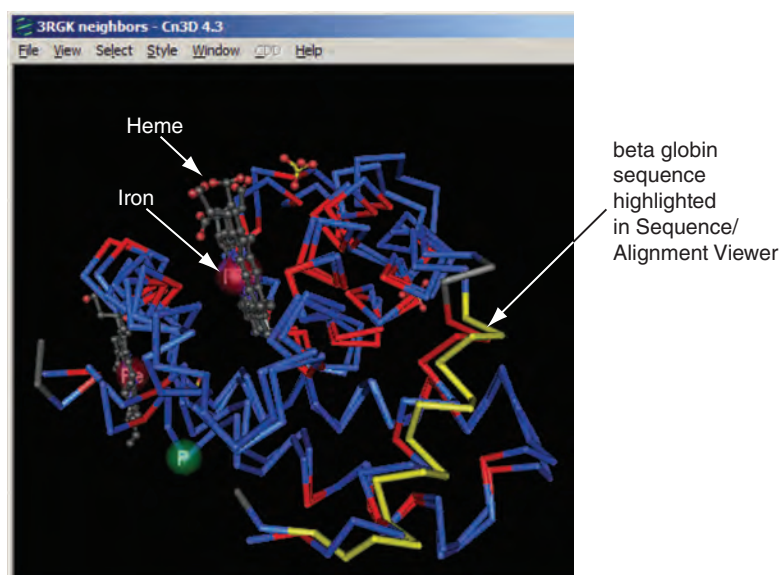 3RGK neighbors - Cn3D 4.3
File View Select Style Window CDD Help
Heme
Iron
beta globin
sequence
highlighted
in Sequence/
Alignment Viewer
Fe
P